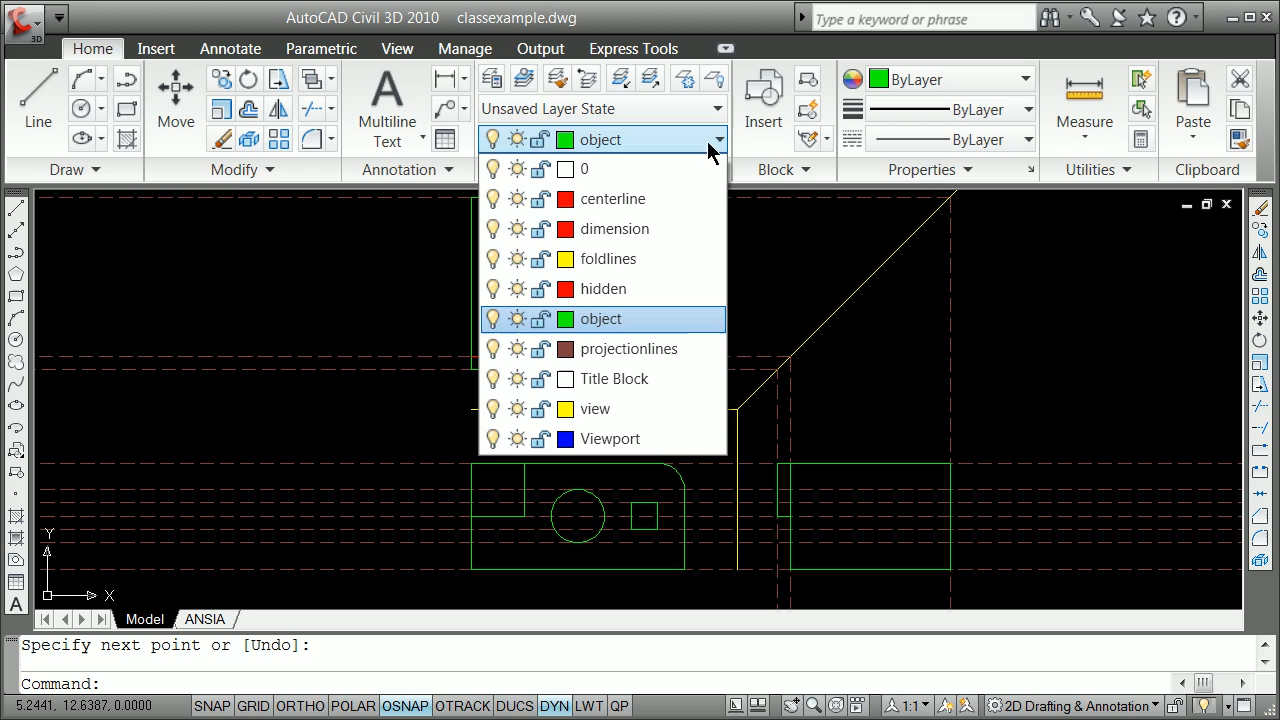 AutoCAD Civil 3D 2010 classexample.dwg
Type a keyword or phrase
3D
Home Insert Annotate Parametric View Manage Output Express Tools
Line
Move
Multiline
Text
Unsaved Layer State
object
Insert
ByLayer
ByLayer
ByLayer
Measure
Paste
Draw
Modify
Annotation
Block
Properties
Utilities
Clipboard
0
centerline
dimension
foldlines
hidden
object
projectionlines
Title Block
view
Viewport
Y
X
A
Model ANSIA
Specify next point or [Undo]:
Command:
5.2441, 12.6387, 0.0000 SNAP GRID ORTHO POLAR OSNAP OTRACK DUCS DYN LWT QP 1:1 2D Drafting & Annotation